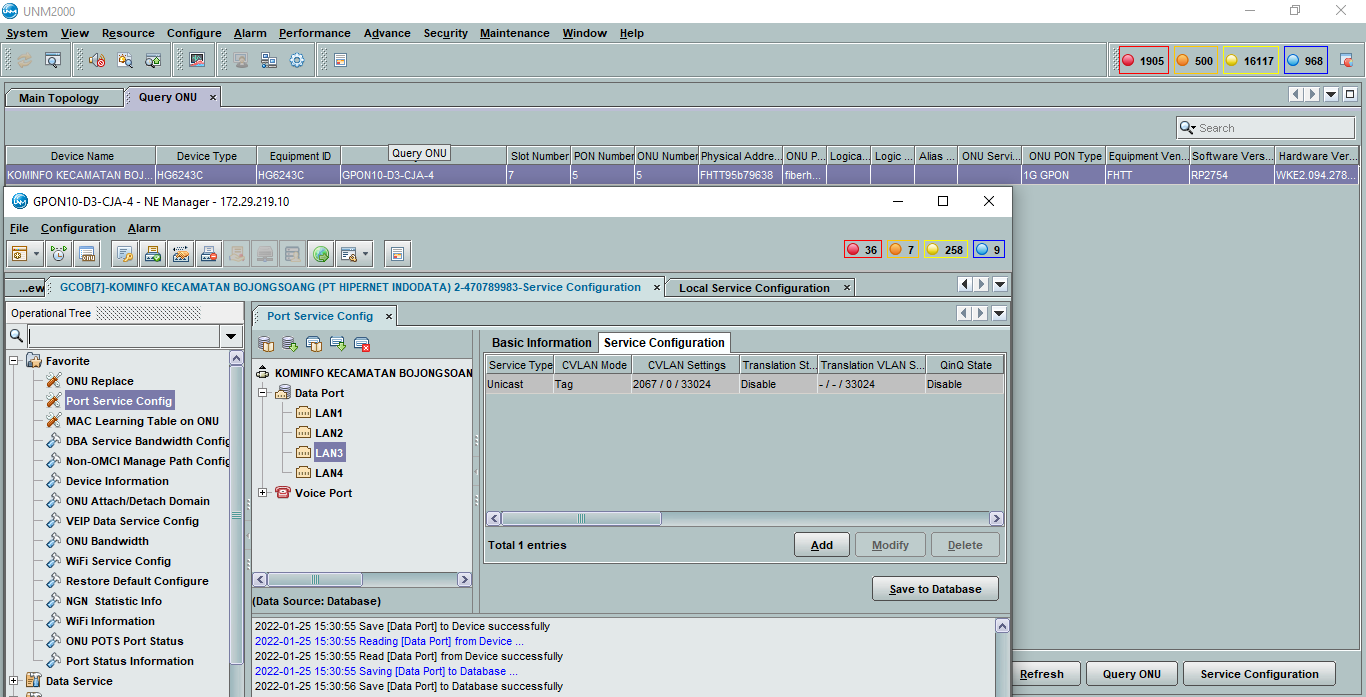 UNM2000
System View Resource Configure Alarm Performance Advance Security Maintenance Window Help
1905 500 16117 968
Main Topology Query ONU ×
Search
Device Name Device Type Equipment ID Query ONU Slot Number PON Number ONU Number Physical Addre... ONU P... Logica... Logic ... Alias ... ONU Servi... ONU PON Type Equipment Ven... Software Vers... Hardware Ver...
KOMINFO KECAMATAN BOJ... HG6243C HG6243C GPON10-D3-CJA-4 7 5 5 FHTT95b79638 fiberh... 1G GPON FHTT RP2754 WKE2.094.278...
GPON10-D3-CJA-4 - NE Manager - 172.29.219.10
File Configuration Alarm
36 7 258 9
...ew GCOB[7]-KOMINFO KECAMATAN BOJONGSOANG (PT HIPERNET INDODATA) 2-470789983-Service Configuration × Local Service Configuration ×
Operational Tree
Favorite
ONU Replace
Port Service Config
MAC Learning Table on ONU
DBA Service Bandwidth Config
Non-OMCI Manage Path Config
Device Information
ONU Attach/Detach Domain
VEIP Data Service Config
ONU Bandwidth
WiFi Service Config
Restore Default Configure
NGN Statistic Info
WiFi Information
ONU POTS Port Status
Port Status Information
Data Service
Port Service Config ×
KOMINFO KECAMATAN BOJONGSOAN
Data Port
LAN1
LAN2
LAN3
LAN4
Voice Port
(Data Source: Database)
Basic Information Service Configuration
Service Type CVLAN Mode CVLAN Settings Translation St... Translation VLAN S... QinQ State
Unicast Tag 2067 / 0 / 33024 Disable - / - / 33024 Disable
Total 1 entries Add Modify Delete
Save to Database
2022-01-25 15:30:55 Save [Data Port] to Device successfully
2022-01-25 15:30:55 Reading [Data Port] from Device ...
2022-01-25 15:30:55 Read [Data Port] from Device successfully
2022-01-25 15:30:55 Saving [Data Port] to Database ...
2022-01-25 15:30:56 Save [Data Port] to Database successfully
Refresh Query ONU Service Configuration